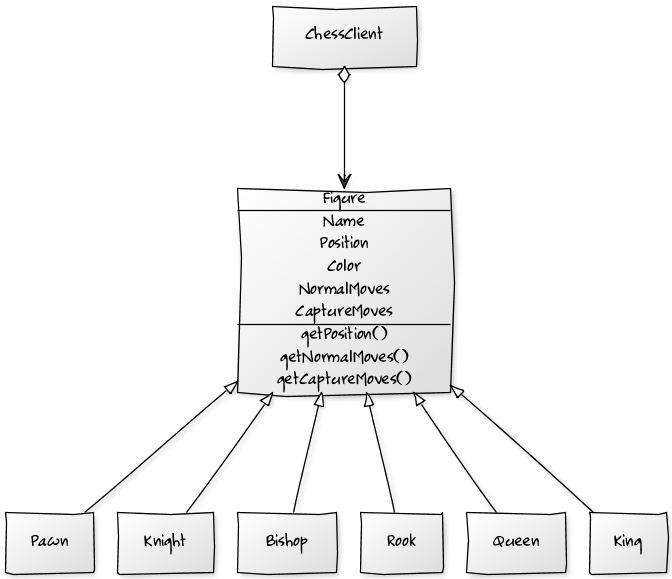 ChessClient
Figure
Name
Position
Color
NormalMoves
CaptureMoves
getPosition()
getNormalMoves()
getCaptureMoves()
Pawn
Knight
Bishop
Rook
Queen
King